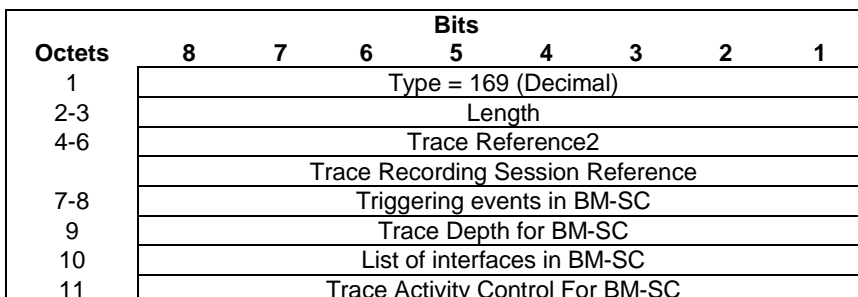 Bits
Octets 8 7 6 5 4 3 2 1
1 Type = 169 (Decimal)
2-3 Length
4-6 Trace Reference2
Trace Recording Session Reference
7-8 Triggering events in BM-SC
9 Trace Depth for BM-SC
10 List of interfaces in BM-SC
11 Trace Activity Control For BM-SC